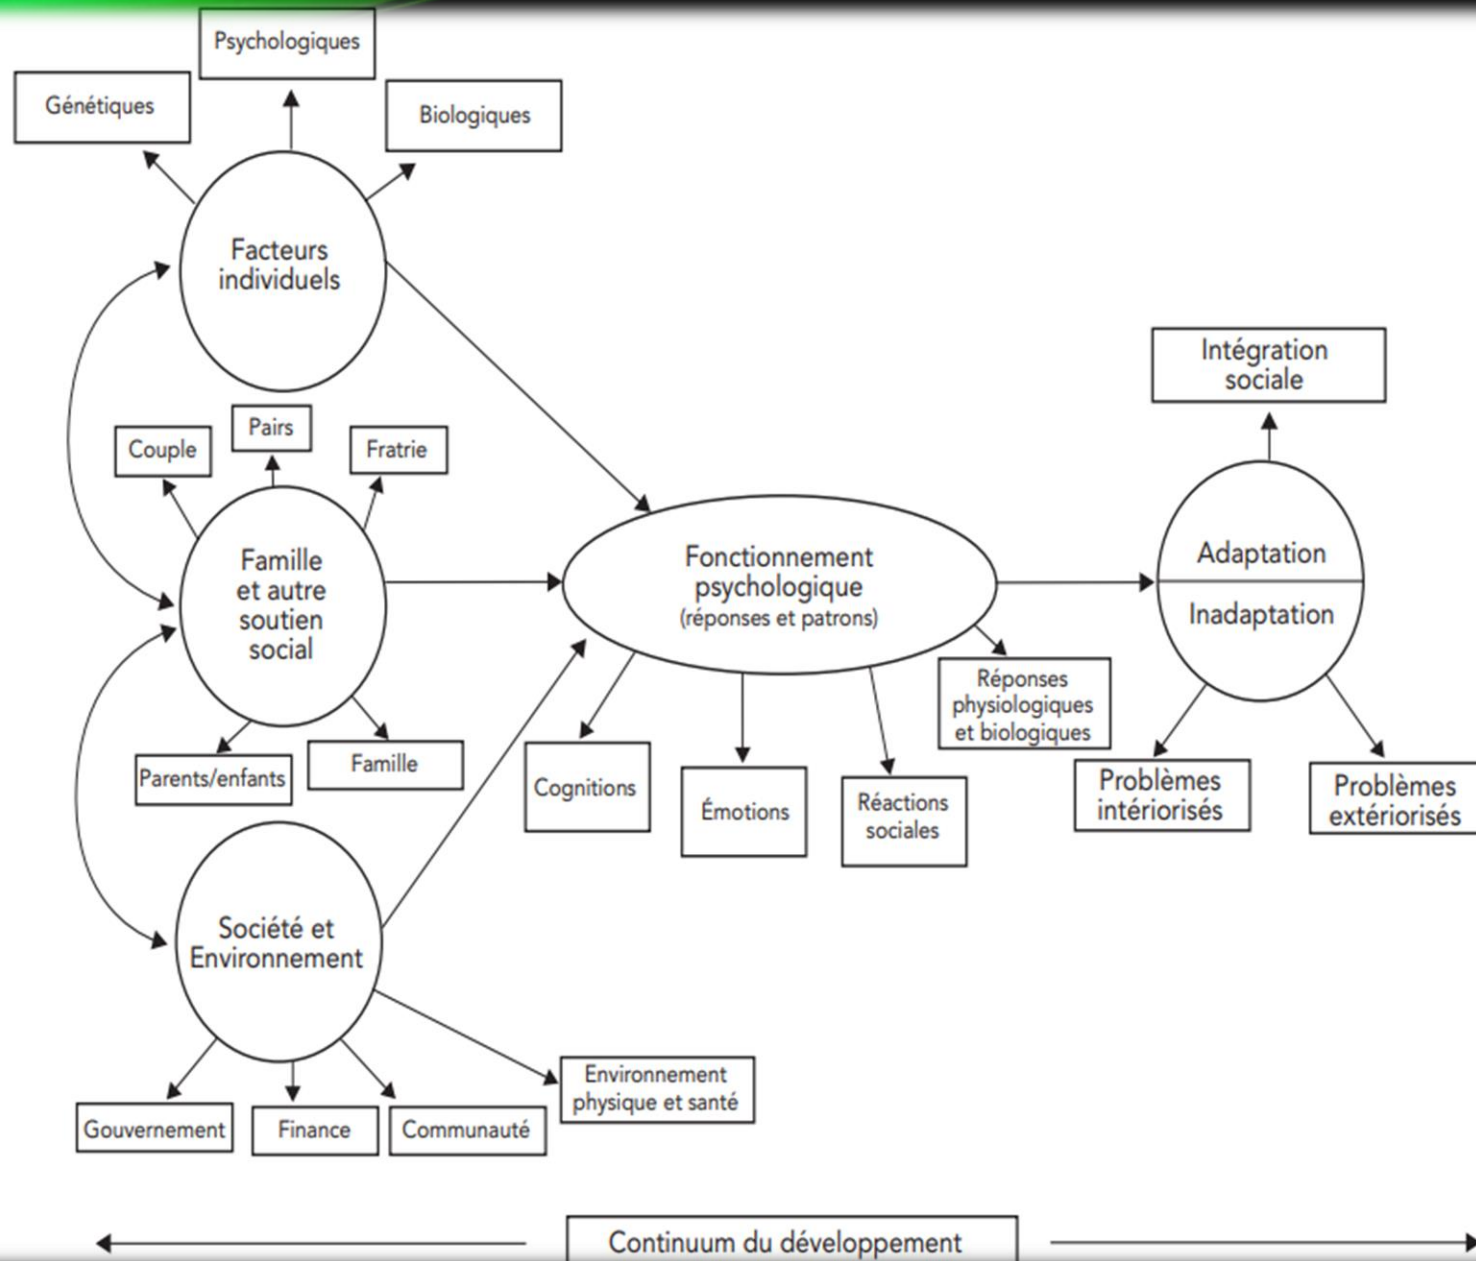 Psychologiques
Génétiques
Biologiques
Facteurs
individuels
Pairs
Couple
Fratrie
Famille
et autre
soutien
social
Parents/enfants
Famille
Société et
Environnement
Gouvernement
Finance
Communauté
Environnement
physique et santé
Fonctionnement
psychologique
(réponses et patrons)
Cognitions
Émotions
Réactions
sociales
Réponses
physiologiques
et biologiques
Intégration
sociale
Adaptation
Inadaptation
Problèmes
intériorisés
Problèmes
extériorisés
Continuum du développement